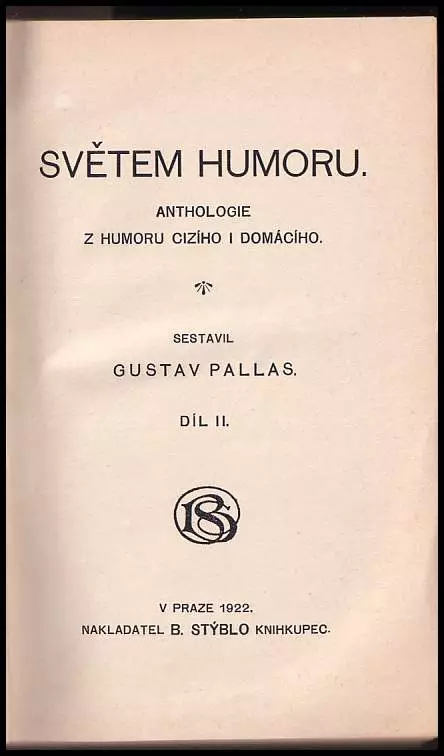 SVĚTEM HUMORU.
ANTHOLOGIE
Z HUMORU CIZÍHO I DOMÁCÍHO.
SESTAVIL
GUSTAV PALLAS.
DÍL II.
BS
V PRAZE 1922.
NAKLADATEL B. STÝBLO KNIHKUPEC.